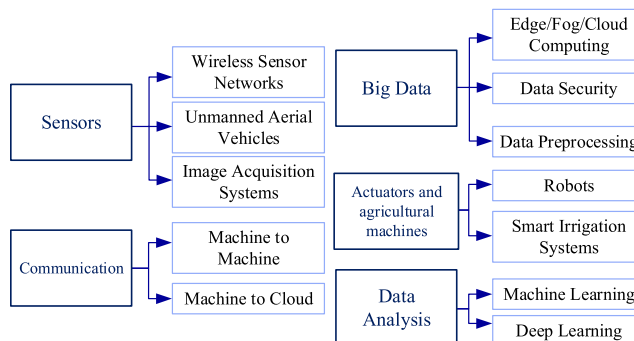 Sensors
Wireless Sensor
Networks
Unmanned Aerial
Vehicles
Image Acquisition
Systems
Communication
Machine to
Machine
Machine to Cloud
Big Data
Edge/Fog/Cloud
Computing
Data Security
Data Preprocessing
Actuators and
agricultural
machines
Robots
Smart Irrigation
Systems
Data
Analysis
Machine Learning
Deep Learning